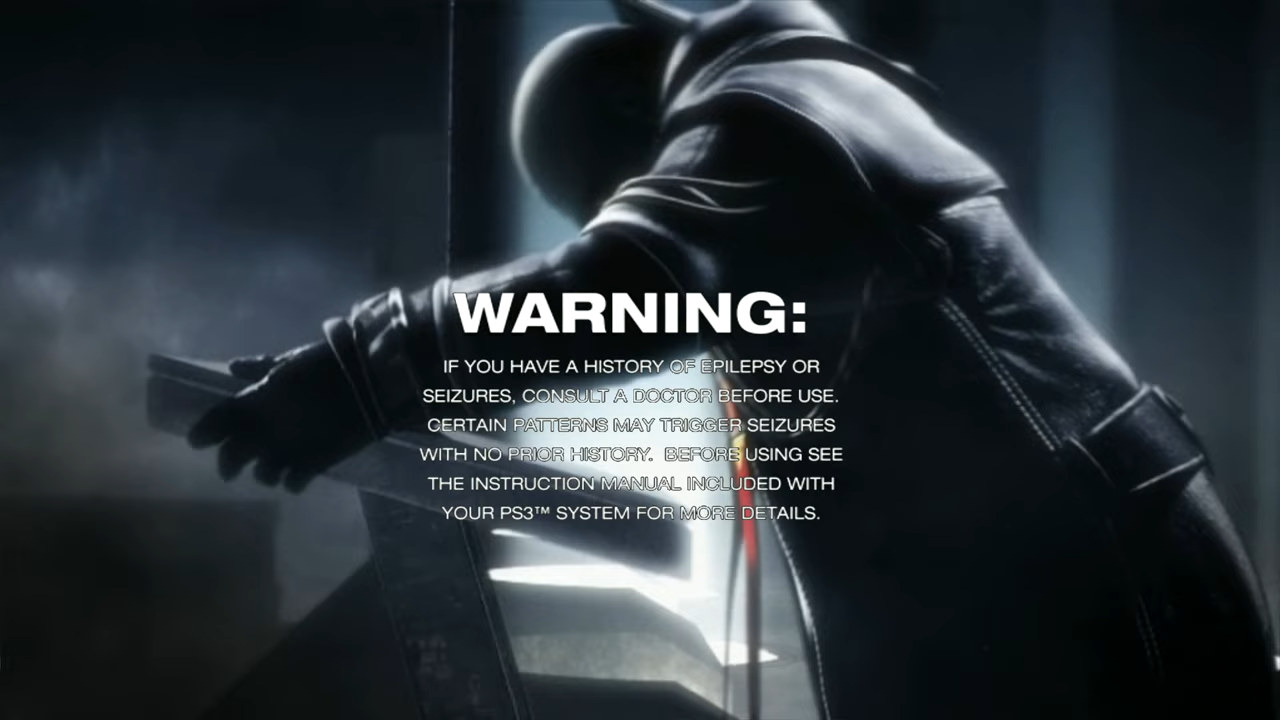 WARNING:
IF YOU HAVE A HISTORY OF EPILEPSY OR
SEIZURES, CONSULT A DOCTOR BEFORE USE.
CERTAIN PATTERNS MAY TRIGGER SEIZURES
WITH NO PRIOR HISTORY.  BEFORE USING SEE
THE INSTRUCTION MANUAL INCLUDED WITH
YOUR PS3™ SYSTEM FOR MORE DETAILS.